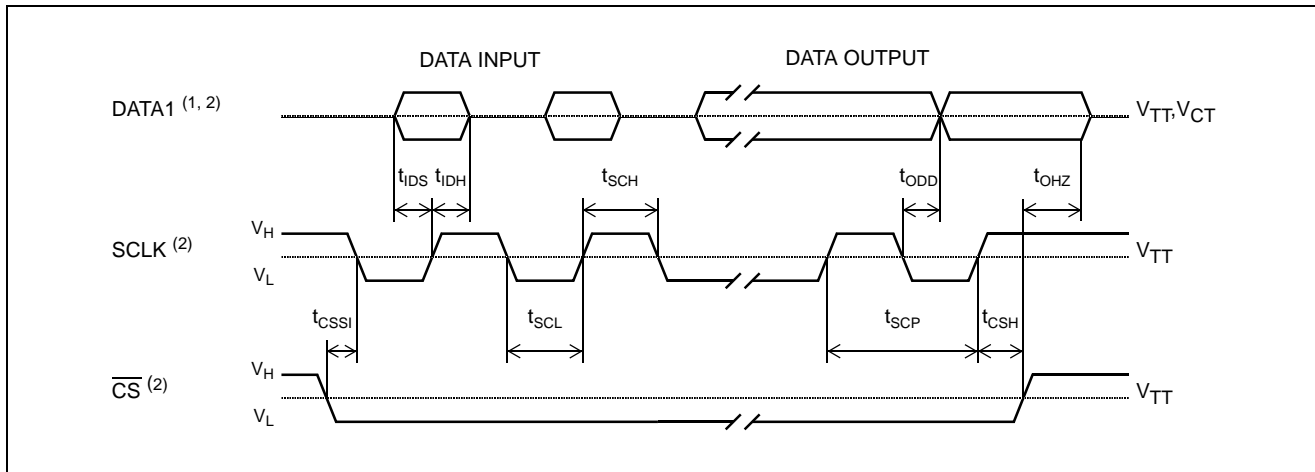 DATA INPUT DATA OUTPUT
DATA1 (1, 2) VTT,VCT
tIDS tIDH tSCH tODD tOHZ
VH
SCLK (2) VTT
VL
tCSSI tSCL tSCP tCSH
VH
CS (2) VTT
VL